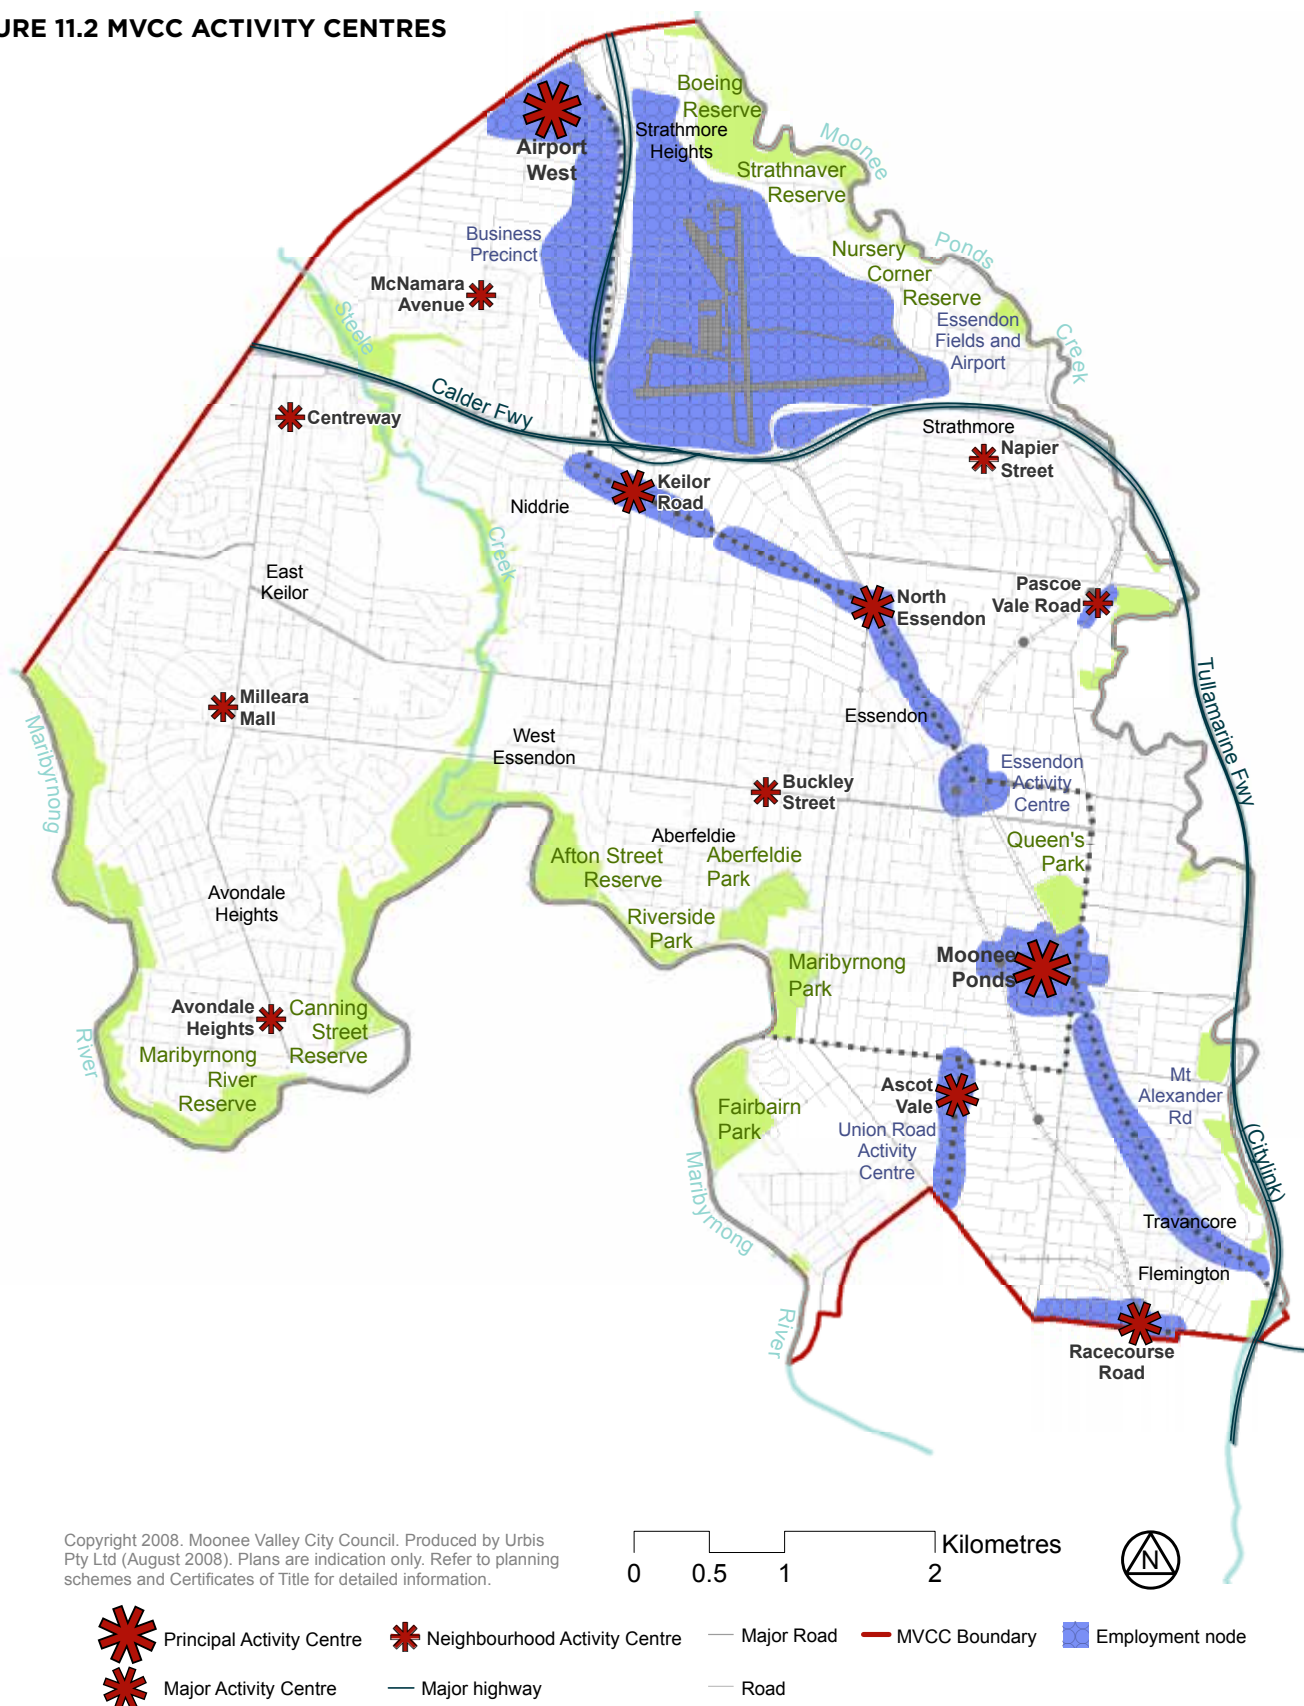 URE 11.2 MVCC ACTIVITY CENTRES
Boeing
Reserve
Strathmore
Heights
Moonee
Airport
West
Strathnaver
Reserve
Business
Precinct
Nursery
Corner
Reserve
Ponds
McNamara
Avenue
Steele
Essendon
Fields and
Airport
Creek
Calder Fwy
Centreway
Strathmore
Napier
Street
Keilor
Road
Niddrie
Creek
East
Keilor
North
Essendon
Pascoe
Vale Road
Tullamarine Fwy
Milleara
Mall
Maribyrnong
West
Essendon
Essendon
Essendon
Activity
Centre
Buckley
Street
Aberfeldie
Afton Street
Reserve
Aberfeldie
Park
Queen's
Park
Avondale
Heights
Riverside
Park
Maribyrnong
Park
Moonee
Ponds
Avondale
Heights
Canning
Street
Reserve
River
Maribyrnong
River
Reserve
Ascot
Vale
Union Road
Activity
Centre
Mt
Alexander
Rd
Fairbairn
Park
(Citylink)
Maribyrnong
Travancore
Flemington
River
Racecourse
Road
Copyright 2008. Moonee Valley City Council. Produced by Urbis
Pty Ltd (August 2008). Plans are indication only. Refer to planning
schemes and Certificates of Title for detailed information.
Kilometres
0 0.5 1 2
N
Principal Activity Centre
Neighbourhood Activity Centre
Major Road
MVCC Boundary
Employment node
Major Activity Centre
Major highway
Road